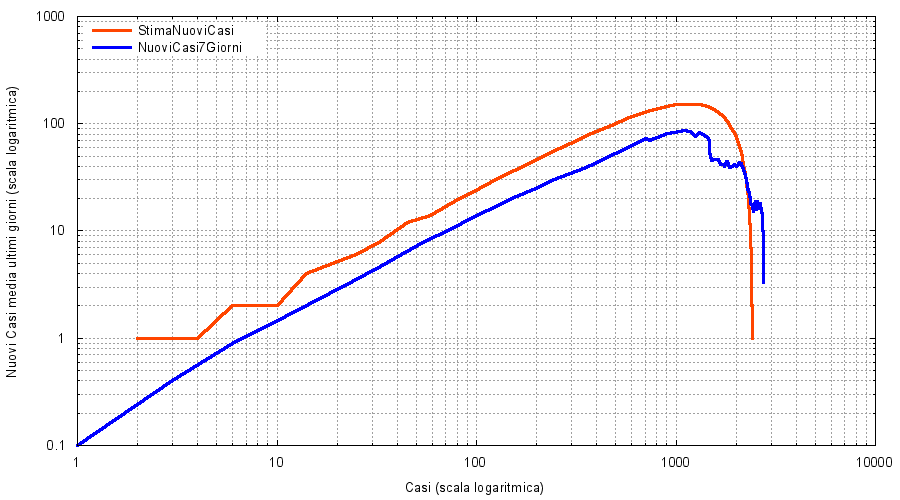 1000
StimaNuoviCasi
NuoviCasi7Giorni
100
10
1
0.1
Nuovi Casi media ultimi giorni (scala logaritmica)
1
10
100
1000
10000
Casi (scala logaritmica)